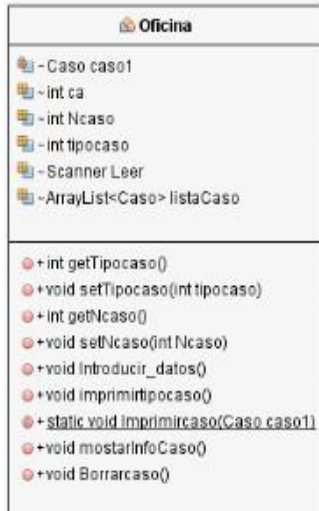 Oficina
~Caso caso1
~int ca
~int Ncaso
~int tipocaso
~Scanner Leer
~ArrayList<Caso> listaCaso
+int getTipocaso()
+void setTipocaso(int tipocaso)
+int getNcaso()
+void setNcaso(int Ncaso)
+void Introducir_datos()
+void imprimirtipocaso()
+static void Imprimircaso(Caso caso1)
+void mostarInfoCaso()
+void Borrarcaso()